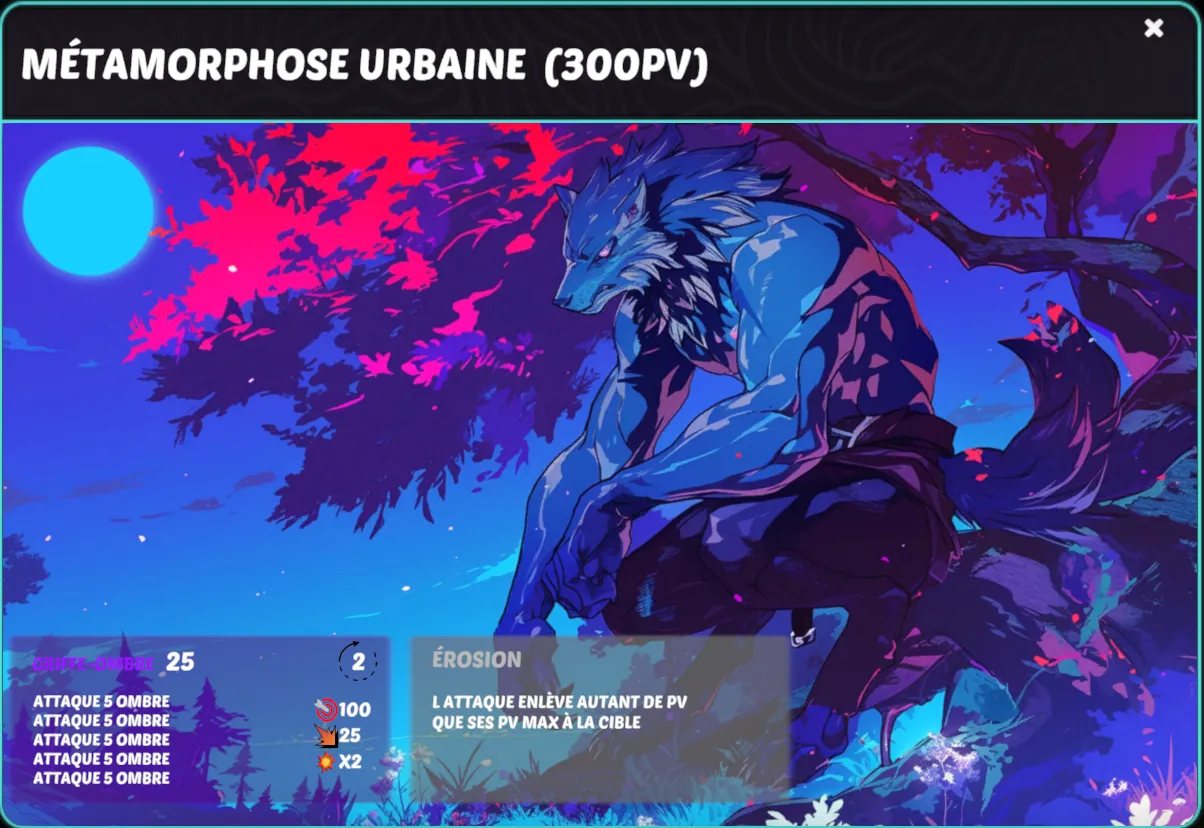 MÉTAMORPHOSE URBAINE (300PV)
GRIFFE-OMBRE 25
2
ATTAQUE 5 OMBRE
ATTAQUE 5 OMBRE
ATTAQUE 5 OMBRE
ATTAQUE 5 OMBRE
ATTAQUE 5 OMBRE
100
25
X2
ÉROSION
L ATTAQUE ENLÈVE AUTANT DE PV
QUE SES PV MAX À LA CIBLE